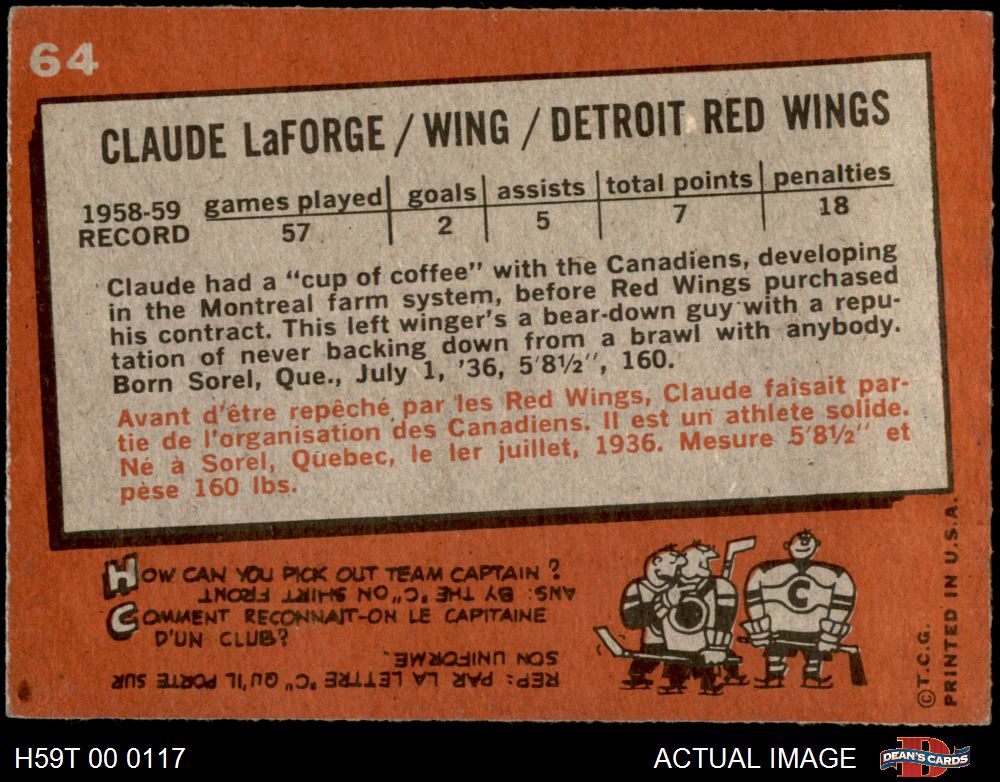 64
CLAUDE LaFORGE / WING / DETROIT RED WINGS
1958-59 RECORD games played goals assists total points penalties
57 2 5 7 18
Claude had a "cup of coffee" with the Canadiens, developing
in the Montreal farm system, before Red Wings purchased
his contract. This left winger's a bear-down guy with a repu-
tation of never backing down from a brawl with anybody.
Born Sorel, Que., July 1, '36, 5'8½", 160.
Avant d'être repêché par les Red Wings, Claude faisait par-
tie de l'organisation des Canadiens. Il est un athlete solide.
Né à Sorel, Quebec, le ler juillet, 1936. Mesure 5'8½" et
pèse 160 lbs.
HOW CAN YOU PICK OUT TEAM CAPTAIN ?
ANS: BY THE "C" ON SHIRT FRONT
COMMENT RECONNAIT-ON LE CAPITAINE
D'UN CLUB?
REP: PAR LA LETTRE "C" QU'IL PORTE SUR
SON UNIFORME.
C
C
©T.C.G.
PRINTED IN U.S.A.
H59T 00 0117
ACTUAL IMAGE
D
DEAN'S CARDS